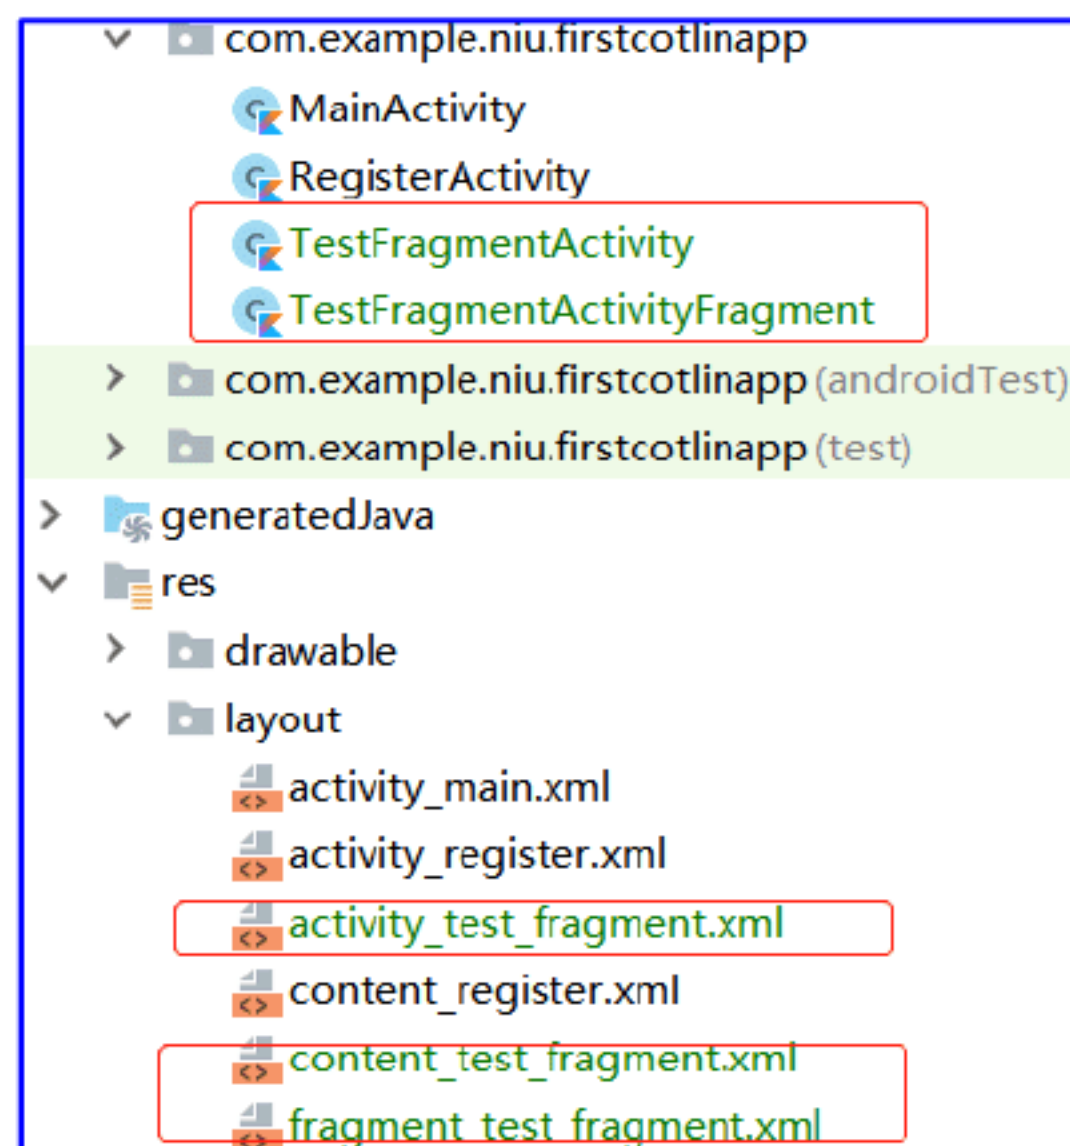 com.example.niu.firstcotlinapp
MainActivity
RegisterActivity
TestFragmentActivity
TestFragmentActivityFragment
com.example.niu.firstcotlinapp (androidTest)
com.example.niu.firstcotlinapp (test)
generatedJava
res
drawable
layout
activity_main.xml
activity_register.xml
activity_test_fragment.xml
content_register.xml
content_test_fragment.xml
fragment_test_fragment.xml